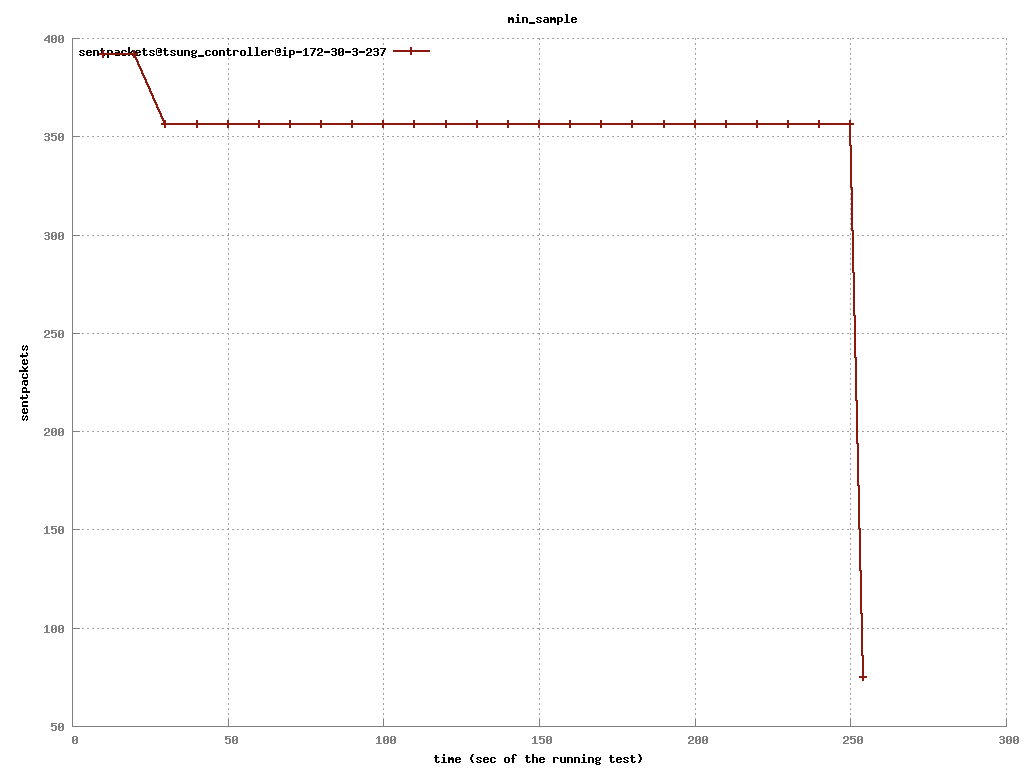 min_sample
400
sentpackets@tsung_controller@ip-172-30-3-237
350
300
250
200
150
100
50
sentpackets
0 50 100 150 200 250 300
time (sec of the running test)